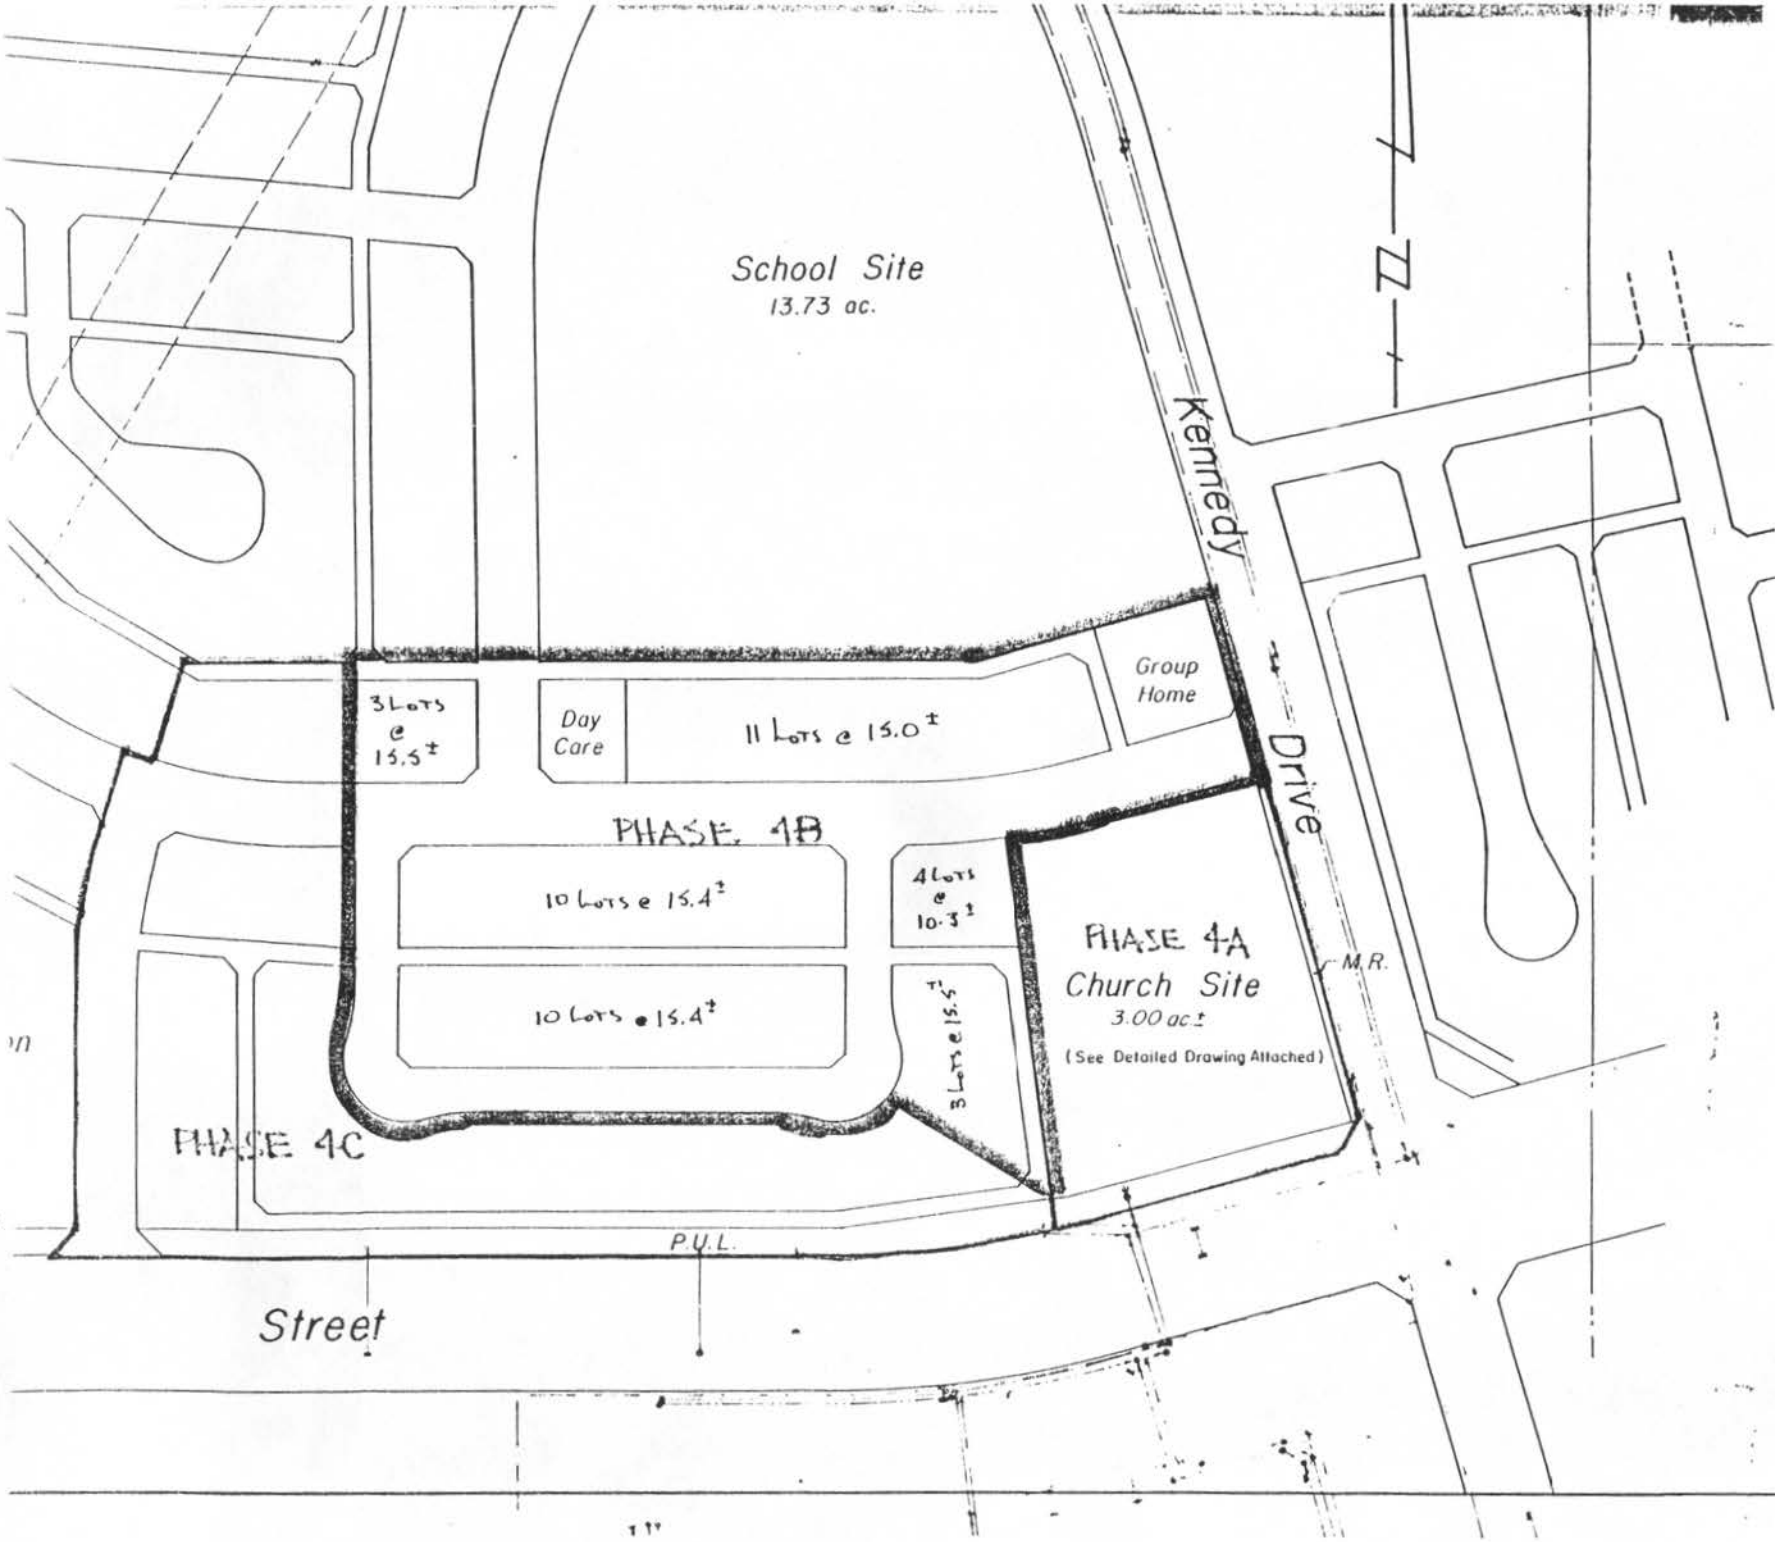 School Site
13.73 ac.
N
Kennedy
Drive
Group
Home
3 LOTS
@
15.5 ±
Day
Care
11 LOTS @ 15.0 ±
PHASE 4B
10 LOTS @ 15.4 ±
4 LOTS
@
10.3 ±
PHASE 4A
Church Site
3.00 ac.±
(See Detailed Drawing Attached)
M.R.
10 LOTS @ 15.4 ±
3 LOTS @ 15.5 ±
PHASE 4C
P.U.L.
Street